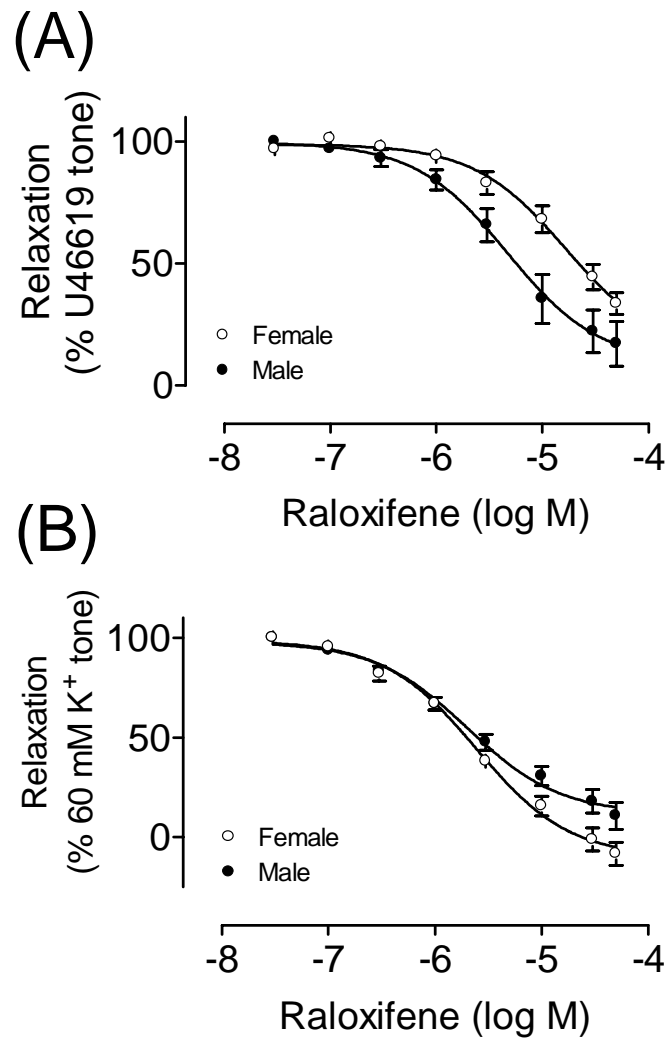 (A)
Relaxation
(% U46619 tone)
100
50
0
Female
Male
-8 -7 -6 -5 -4
Raloxifene (log M)
(B)
Relaxation
(% 60 mM K⁺ tone)
100
50
0
Female
Male
-8 -7 -6 -5 -4
Raloxifene (log M)